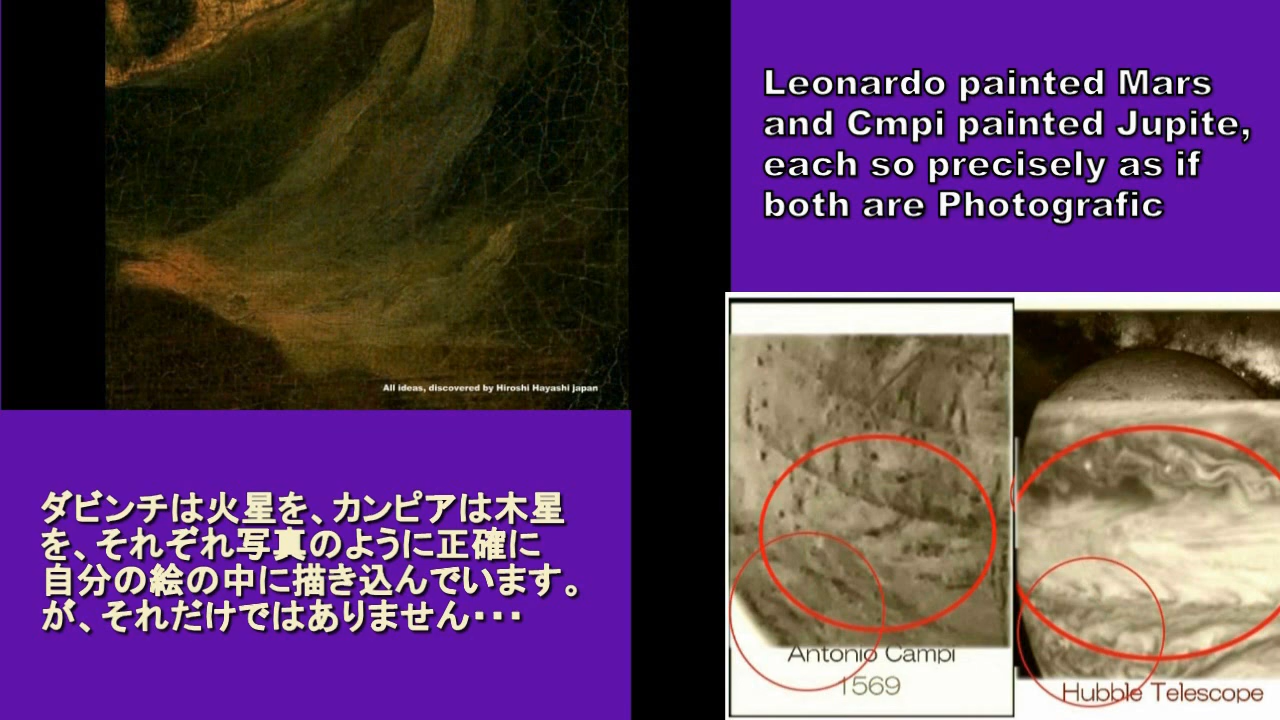 Leonardo painted Mars
and Cmpi painted Jupite,
each so precisely as if
both are Photografic
All ideas, discovered by Hiroshi Hayashi japan
ダビンチは火星を、カンピアは木星
を、それぞれ写真のように正確に
自分の絵の中に描き込んでいます。
が、それだけではありません・・・
Antonio Campi
1569
Hubble Telescope